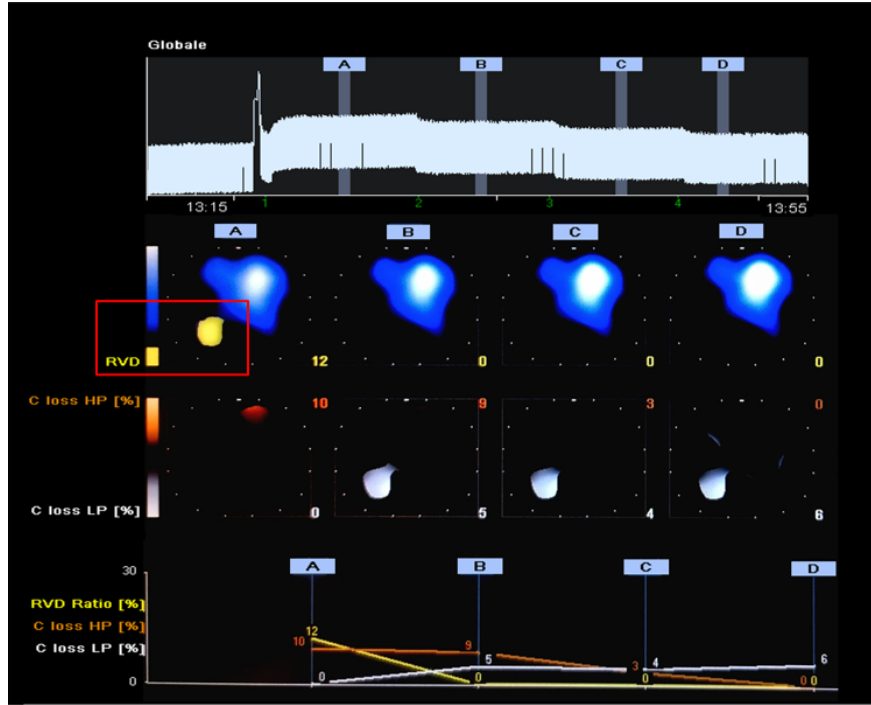 Globale
A B C D
1 2 3 4
13:15 13:55
A B C D
RVD 12 0 0 0
C loss HP [%] 10 9 3 0
C loss LP [%] 0 5 4 6
A B C D
30
RVD Ratio [%]
12
C loss HP [%]
10 9
C loss LP [%]
5 3 4 6
0 0 0 0 0 0